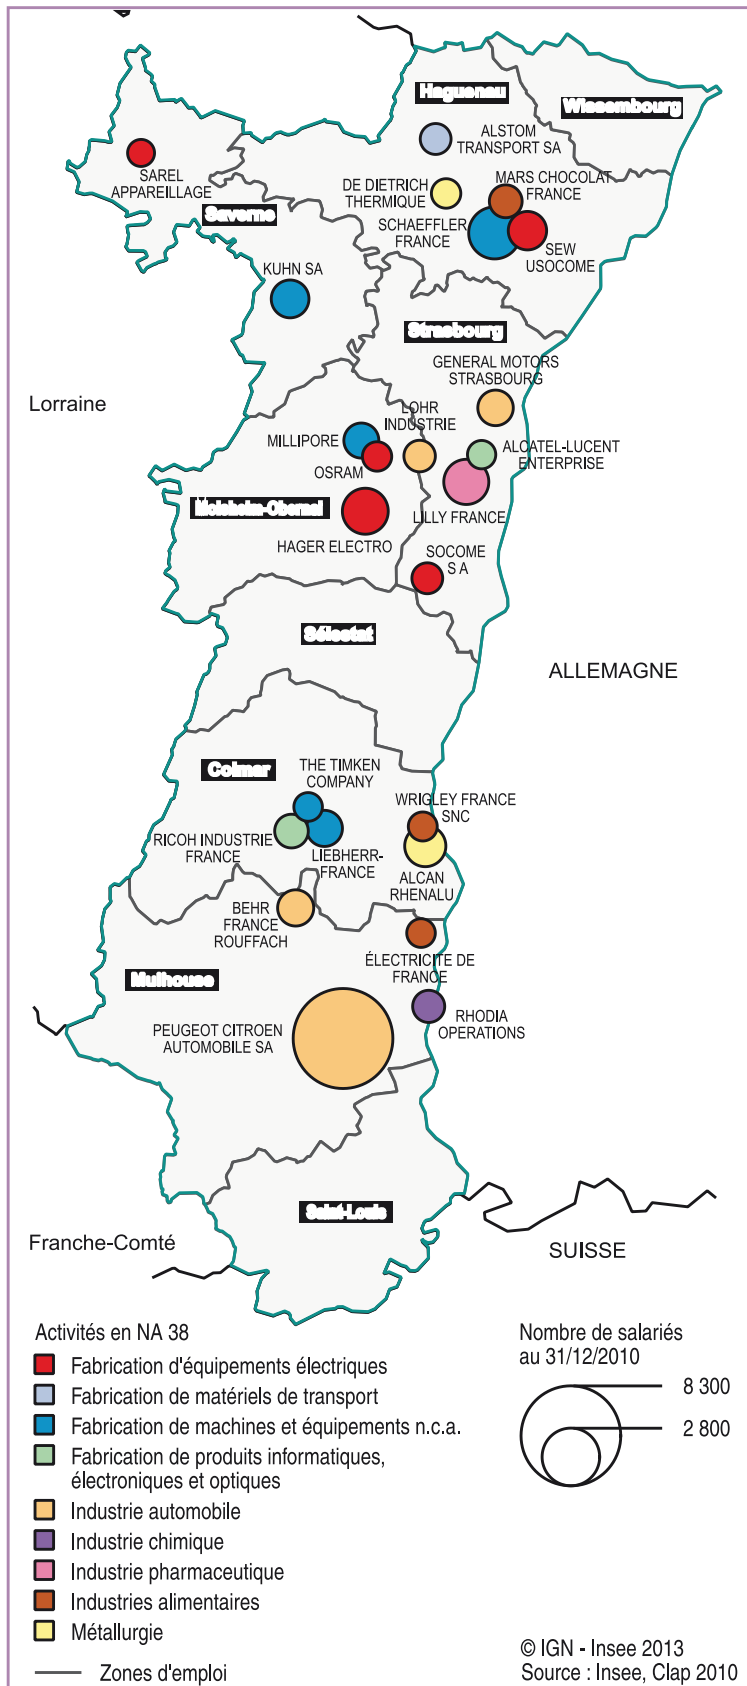 Haguenau
Wissembourg
ALSTOM
TRANSPORT SA
SAREL
APPAREILLAGE
MARS CHOCOLAT
FRANCE
DE DIETRICH
THERMIQUE
Saverne
SCHAEFFLER
FRANCE
SEW
USOCOME
KUHN SA
Strasbourg
GENERAL MOTORS
STRASBOURG
Lorraine
LOHR
INDUSTRIE
MILLIPORE
OSRAM
ALCATEL-LUCENT
ENTERPRISE
Molsheim-Obernai
LILLY FRANCE
HAGER ELECTRO
SOCOME
S A
Sélestat
ALLEMAGNE
Colmar
THE TIMKEN
COMPANY
WRIGLEY FRANCE
SNC
RICOH INDUSTRIE
FRANCE
LIEBHERR-
FRANCE
ALCAN
RHENALU
BEHR
FRANCE
ROUFFACH
ÉLECTRICITE DE
FRANCE
Mulhouse
RHODIA
OPERATIONS
PEUGEOT CITROEN
AUTOMOBILE SA
Saint-Louis
Franche-Comté
SUISSE
Activités en NA 38
Fabrication d'équipements électriques
Fabrication de matériels de transport
Fabrication de machines et équipements n.c.a.
Fabrication de produits informatiques,
électroniques et optiques
Industrie automobile
Industrie chimique
Industrie pharmaceutique
Industries alimentaires
Métallurgie
Zones d'emploi
Nombre de salariés
au 31/12/2010
8 300
2 800
© IGN - Insee 2013
Source : Insee, Clap 2010